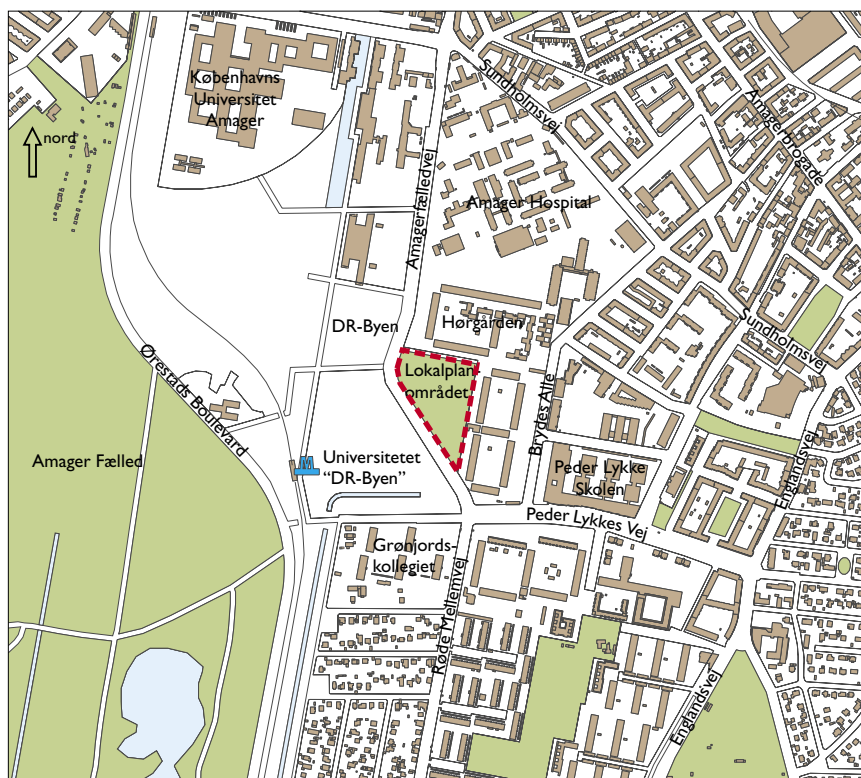 Københavns
Universitet
Amager
nord
Sundholmsvej
Amagerbrogade
Amagerfælledvej
Amager Hospital
DR-Byen
Hørgården
Sundholmsvej
Ørestads Boulevard
Lokalplan-
området
Brydes Alle
Amager Fælled
M
Universitetet
"DR-Byen"
Peder Lykke
Skolen
Englandsvej
Peder Lykkes Vej
Grønjords-
kollegiet
Røde Mellemvej
Englandsvej